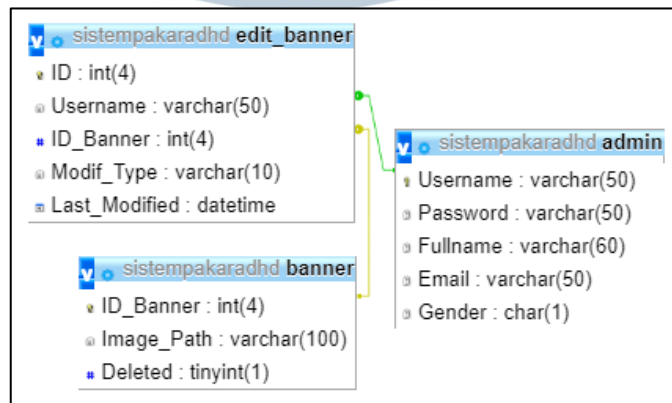 sistempakaradhd edit_banner
ID : int(4)
Username : varchar(50)
# ID_Banner : int(4)
Modif_Type : varchar(10)
Last_Modified : datetime
sistempakaradhd admin
Username : varchar(50)
Password : varchar(50)
Fullname : varchar(60)
Email : varchar(50)
Gender : char(1)
sistempakaradhd banner
ID_Banner : int(4)
Image_Path : varchar(100)
# Deleted : tinyint(1)